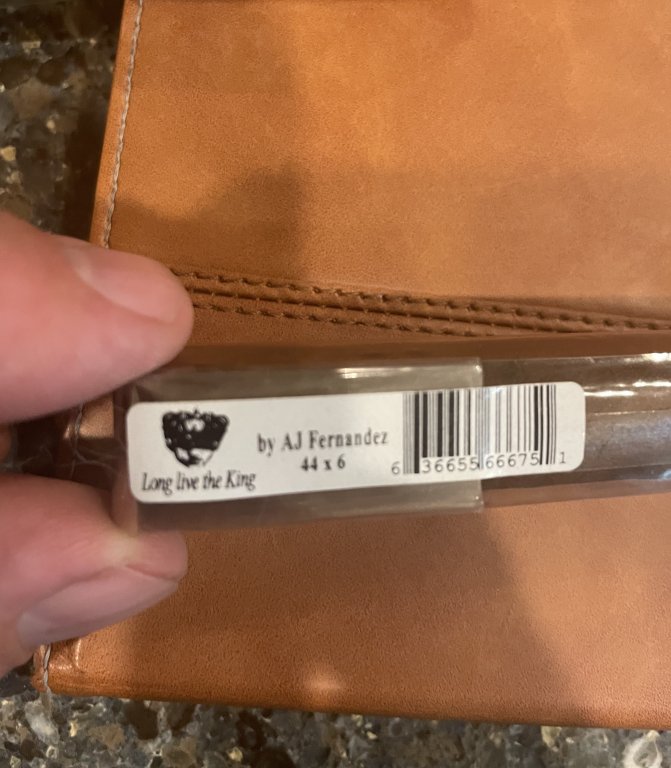 Long live the King
by AJ Fernandez
44 x 6
6 36655 66675 1